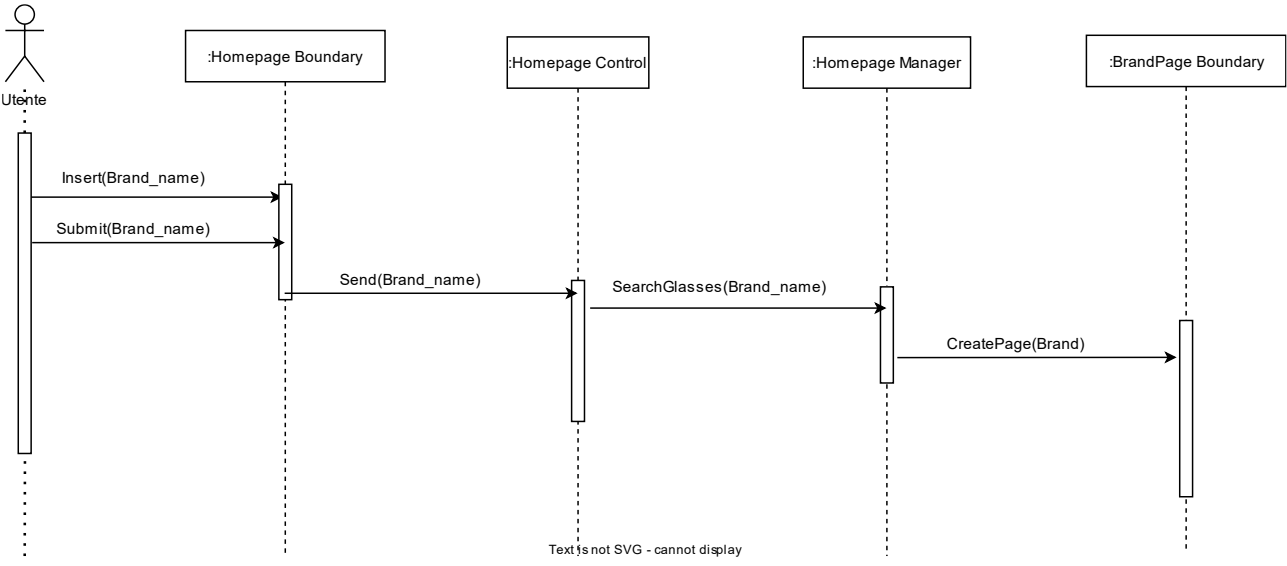 :Homepage Boundary
:Homepage Control
:Homepage Manager
:BrandPage Boundary
Utente
Insert(Brand_name)
Submit(Brand_name)
Send(Brand_name)
SearchGlasses(Brand_name)
CreatePage(Brand)
Text is not SVG - cannot display